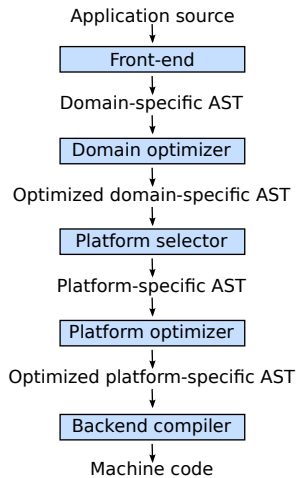 Application source
Front-end
Domain-specific AST
Domain optimizer
Optimized domain-specific AST
Platform selector
Platform-specific AST
Platform optimizer
Optimized platform-specific AST
Backend compiler
Machine code